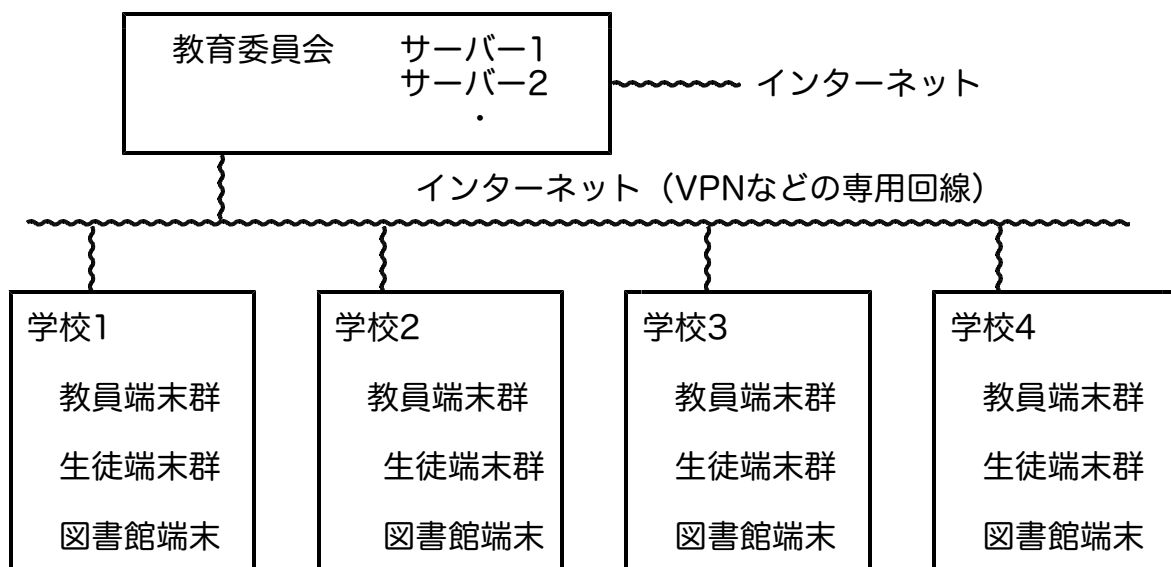 教育委員会 サーバー1
サーバー2
・
インターネット
インターネット（VPNなどの専用回線）
学校1
教員端末群
生徒端末群
図書館端末
学校2
教員端末群
生徒端末群
図書館端末
学校3
教員端末群
生徒端末群
図書館端末
学校4
教員端末群
生徒端末群
図書館端末